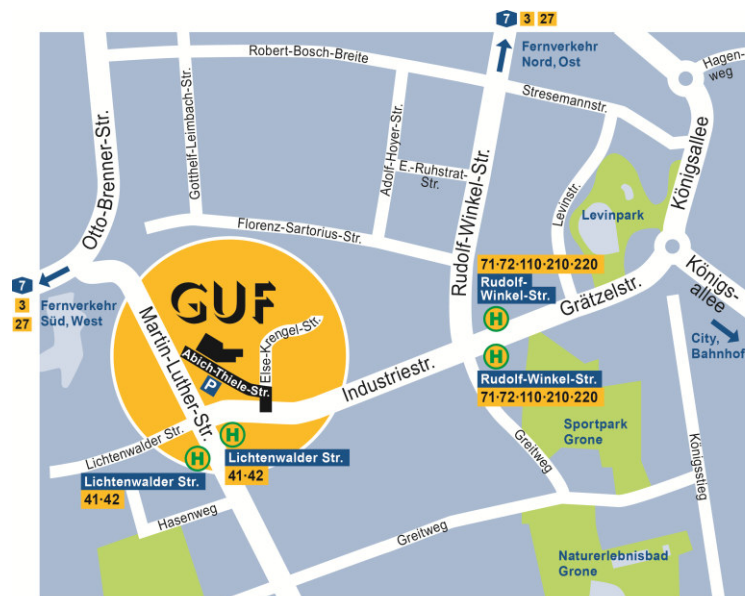 7 3 27
Fernverkehr
Nord, Ost
Hagen-
weg
Robert-Bosch-Breite
Stresemannstr.
Otto-Brenner-Str.
Gotthelf-Leimbach-Str.
Adolf-Hoyer-Str.
E.-Ruhstrat-
Str.
Rudolf-Winkel-Str.
Levinstr.
Königsallee
Levinpark
Florenz-Sartorius-Str.
71·72·110·210·220
Rudolf-
Winkel-Str.
H
Grätzelstr.
Königs-
allee
City,
Bahnhof
7
3
27
Fernverkehr
Süd, West
GUF
Martin-Luther-Str.
Abich-Thiele-Str.
P
Else-Krengel-Str.
Industriestr.
H
Rudolf-Winkel-Str.
71·72·110·210·220
Sportpark
Grone
Königsstieg
Greitweg
Lichtenwalder Str.
H
Lichtenwalder Str.
41·42
H
Lichtenwalder Str.
41·42
Hasenweg
Greitweg
Naturerlebnisbad
Grone